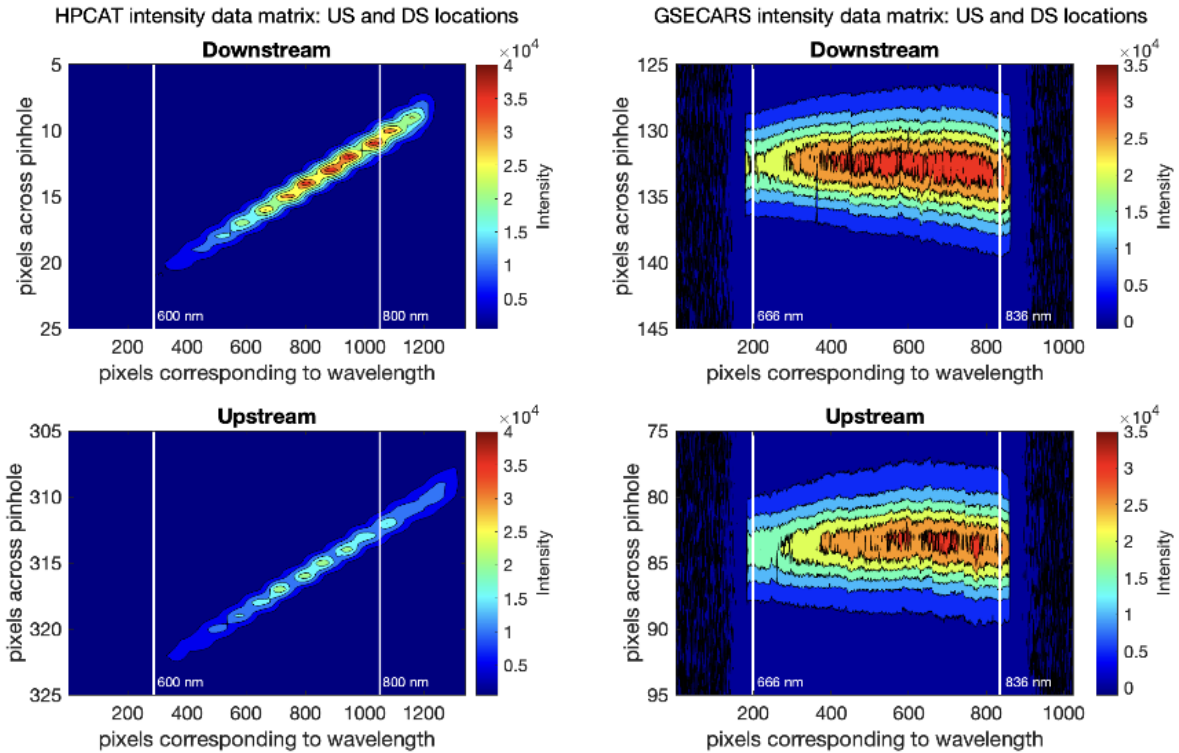 HPCAT intensity data matrix: US and DS locations
Downstream
×10^4
5
10
15
20
25
pixels across pinhole
600 nm
800 nm
200 400 600 800 1000 1200
pixels corresponding to wavelength
4
3.5
3
2.5
2
1.5
1
0.5
Intensity
Upstream
×10^4
305
310
315
320
325
pixels across pinhole
600 nm
800 nm
200 400 600 800 1000 1200
pixels corresponding to wavelength
4
3.5
3
2.5
2
1.5
1
0.5
Intensity
GSECARS intensity data matrix: US and DS locations
Downstream
×10^4
125
130
135
140
145
pixels across pinhole
666 nm
836 nm
200 400 600 800 1000
pixels corresponding to wavelength
3.5
3
2.5
2
1.5
1
0.5
0
Intensity
Upstream
×10^4
75
80
85
90
95
pixels across pinhole
666 nm
836 nm
200 400 600 800 1000
pixels corresponding to wavelength
3.5
3
2.5
2
1.5
1
0.5
0
Intensity